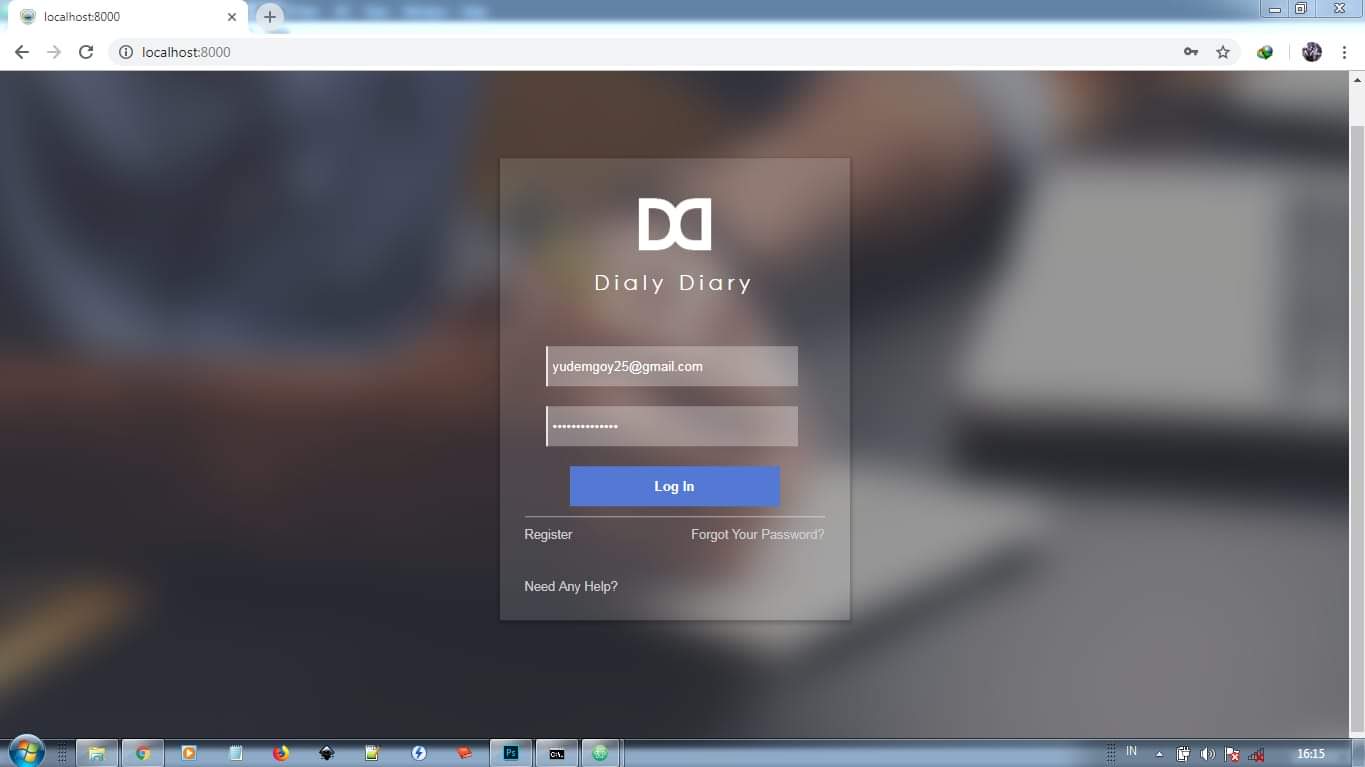 localhost:8000
localhost:8000
DD
Dialy Diary
yudemgoy25@gmail.com
••••••••••••••
Log In
Register
Forgot Your Password?
Need Any Help?
Ps
C:\.
IN
16:15